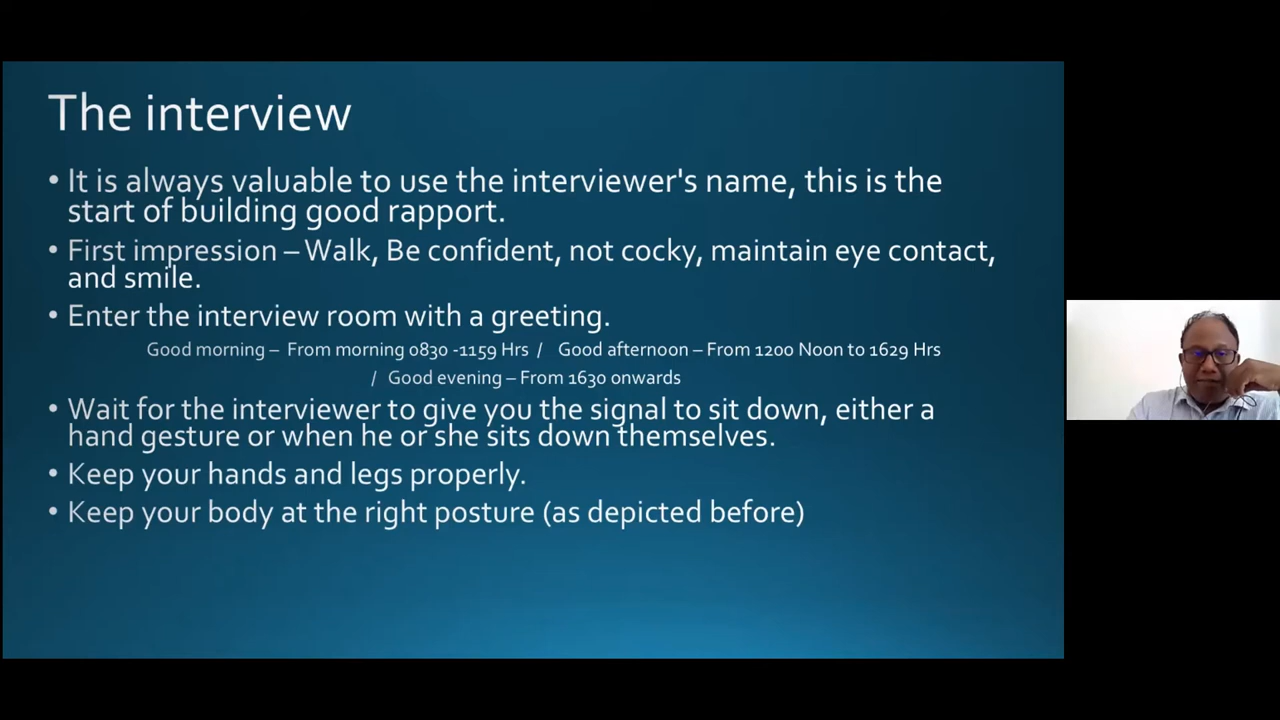 The interview
• It is always valuable to use the interviewer's name, this is the
start of building good rapport.
• First impression – Walk, Be confident, not cocky, maintain eye contact,
and smile.
• Enter the interview room with a greeting.
Good morning – From morning 0830 -1159 Hrs / Good afternoon – From 1200 Noon to 1629 Hrs
/ Good evening – From 1630 onwards
• Wait for the interviewer to give you the signal to sit down, either a
hand gesture or when he or she sits down themselves.
• Keep your hands and legs properly.
• Keep your body at the right posture (as depicted before)